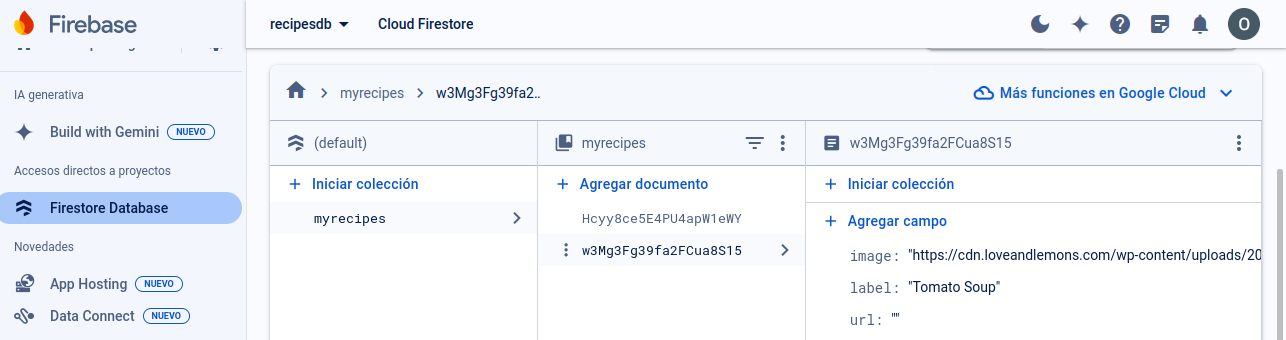 Firebase
recipesdb
Cloud Firestore
O
IA generativa
Build with Gemini NUEVO
Accesos directos a proyectos
Firestore Database
Novedades
App Hosting NUEVO
Data Connect NUEVO
myrecipes
w3Mg3Fg39fa2..
Más funciones en Google Cloud
(default)
Iniciar colección
myrecipes
myrecipes
Agregar documento
Hcyy8ce5E4PU4apW1eWY
w3Mg3Fg39fa2FCua8S15
w3Mg3Fg39fa2FCua8S15
Iniciar colección
Agregar campo
image: "https://cdn.loveandlemons.com/wp-content/uploads/20
label: "Tomato Soup"
url: ""